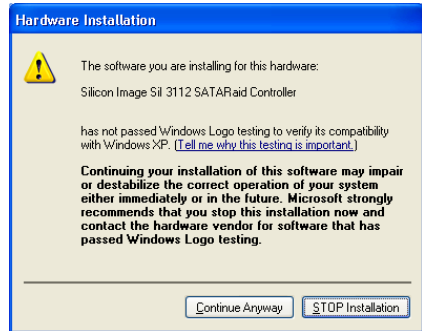 Hardware Installation
The software you are installing for this hardware:
Silicon Image SiI 3112 SATARaid Controller
has not passed Windows Logo testing to verify its compatibility
with Windows XP. (Tell me why this testing is important.)
Continuing your installation of this software may impair
or destabilize the correct operation of your system
either immediately or in the future. Microsoft strongly
recommends that you stop this installation now and
contact the hardware vendor for software that has
passed Windows Logo testing.
Continue Anyway
STOP Installation